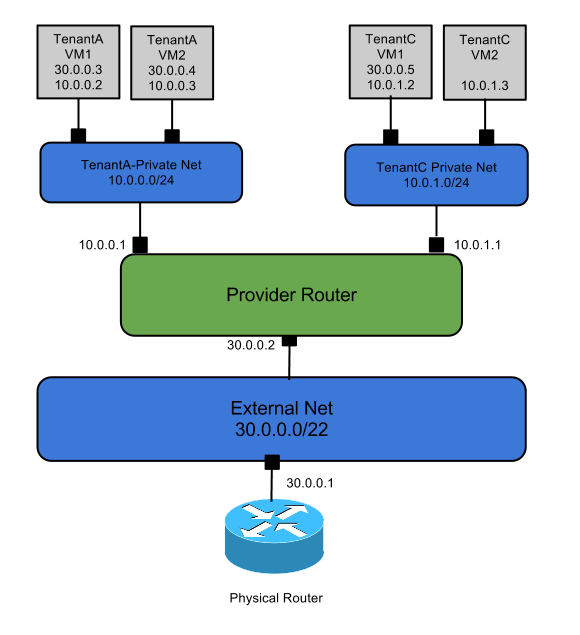 TenantA
VM1
30.0.0.3
10.0.0.2
TenantA
VM2
30.0.0.4
10.0.0.3
TenantC
VM1
30.0.0.5
10.0.1.2
TenantC
VM2
10.0.1.3
TenantA-Private Net
10.0.0.0/24
TenantC Private Net
10.0.1.0/24
10.0.0.1
10.0.1.1
Provider Router
30.0.0.2
External Net
30.0.0.0/22
30.0.0.1
Physical Router